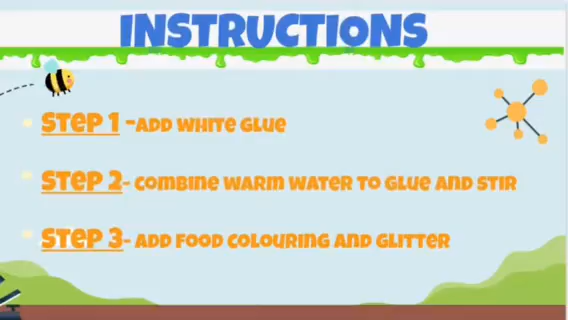 INSTRUCTIONS
Step 1 -Add white glue
Step 2- Combine warm water to glue and stir
Step 3- Add food colouring and glitter